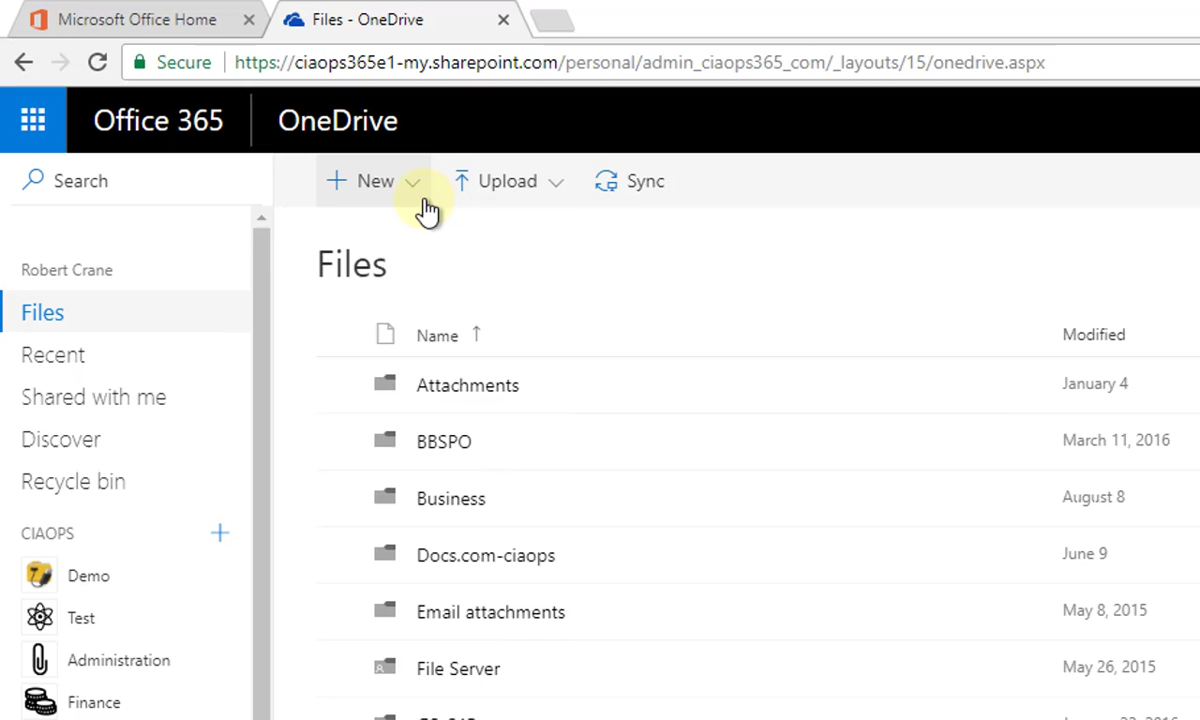 Microsoft Office Home
Files - OneDrive
Secure https://ciaops365e1-my.sharepoint.com/personal/admin_ciaops365_com/_layouts/15/onedrive.aspx
Office 365 OneDrive
Search
New Upload Sync
Robert Crane
Files
Recent
Shared with me
Discover
Recycle bin
CIAOPS
Demo
Test
Administration
Finance
Files
Name Modified
Attachments January 4
BBSPO March 11, 2016
Business August 8
Docs.com-ciaops June 9
Email attachments May 8, 2015
File Server May 26, 2015